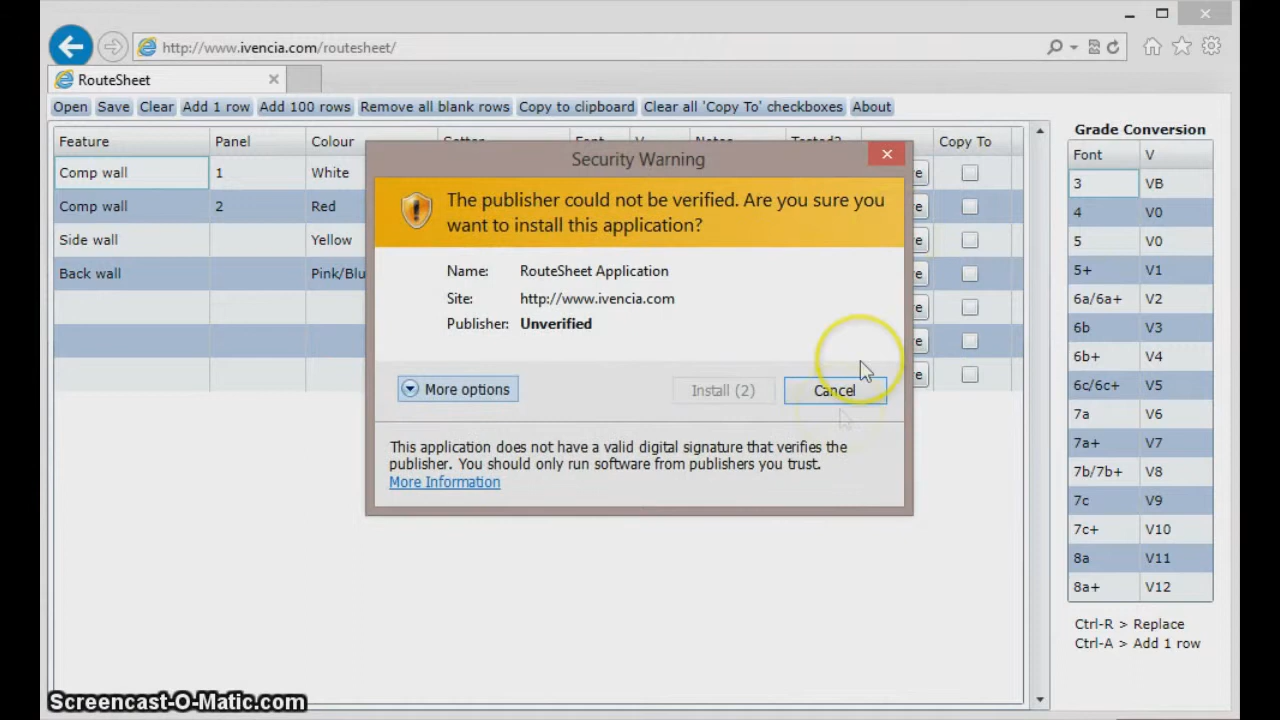 http://www.ivencia.com/routesheet/
RouteSheet
Open Save Clear Add 1 row Add 100 rows Remove all blank rows Copy to clipboard Clear all 'Copy To' checkboxes About
Feature Panel Colour Copy To
Comp wall 1 White
Comp wall 2 Red
Side wall Yellow
Back wall Pink/Blu
Security Warning
The publisher could not be verified. Are you sure you
want to install this application?
Name: RouteSheet Application
Site: http://www.ivencia.com
Publisher: Unverified
More options Install (2) Cancel
This application does not have a valid digital signature that verifies the
publisher. You should only run software from publishers you trust.
More Information
Grade Conversion
Font V
3 VB
4 V0
5 V0
5+ V1
6a/6a+ V2
6b V3
6b+ V4
6c/6c+ V5
7a V6
7a+ V7
7b/7b+ V8
7c V9
7c+ V10
8a V11
8a+ V12
Ctrl-R > Replace
Ctrl-A > Add 1 row
Screencast-O-Matic.com